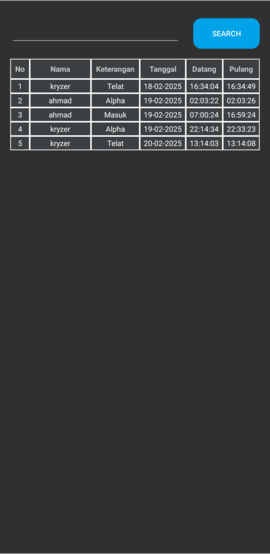 SEARCH
No Nama Keterangan Tanggal Datang Pulang
1 kryzer Telat 18-02-2025 16:34:04 16:34:49
2 ahmad Alpha 19-02-2025 02:03:22 02:03:26
3 ahmad Masuk 19-02-2025 07:00:24 16:59:24
4 kryzer Alpha 19-02-2025 22:14:34 22:33:23
5 kryzer Telat 20-02-2025 13:14:03 13:14:08